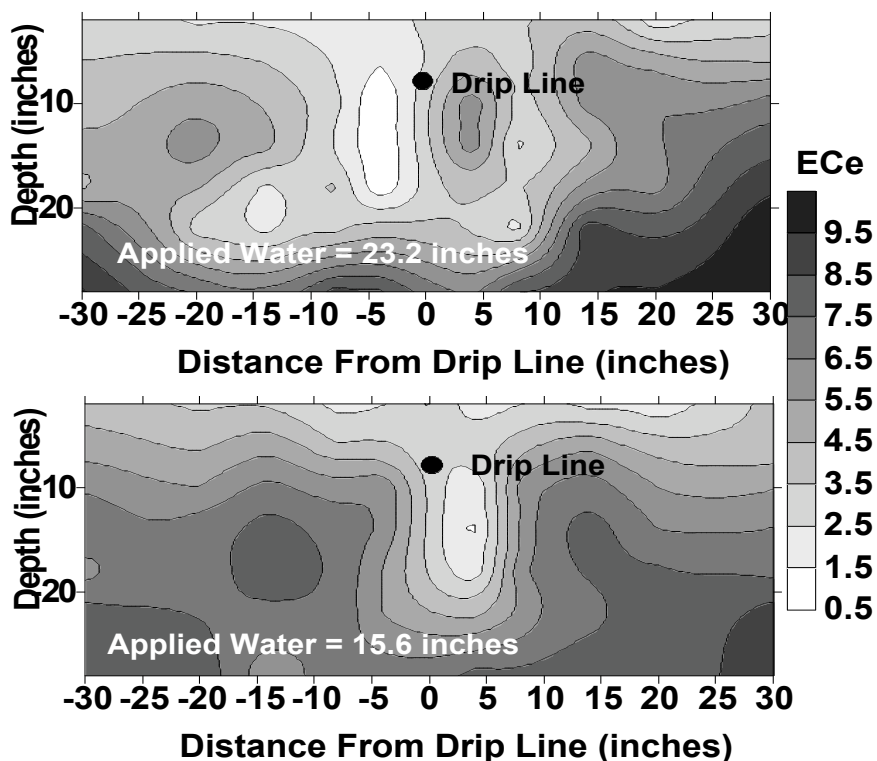 Depth (inches)
10
20
Drip Line
Applied Water = 23.2 inches
-30 -25 -20 -15 -10 -5 0 5 10 15 20 25 30
Distance From Drip Line (inches)
ECe
9.5
8.5
7.5
6.5
5.5
4.5
3.5
2.5
1.5
0.5
Depth (inches)
10
20
Drip Line
Applied Water = 15.6 inches
-30 -25 -20 -15 -10 -5 0 5 10 15 20 25 30
Distance From Drip Line (inches)